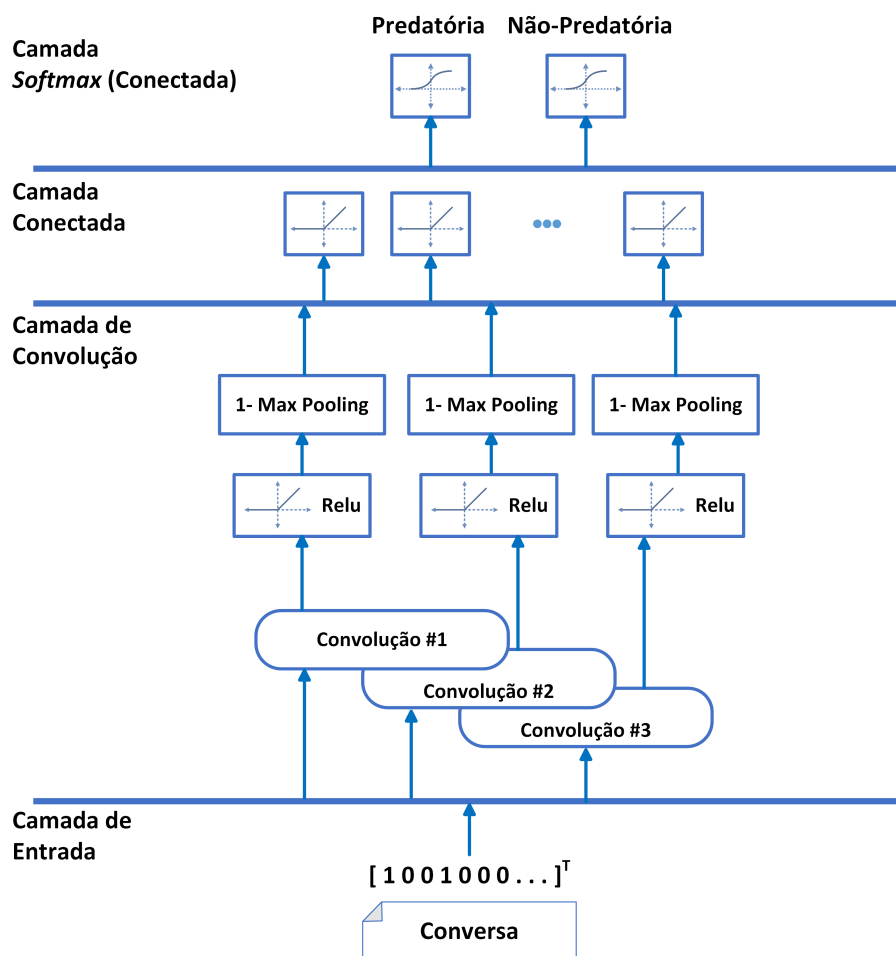 Predatória Não-Predatória
Camada
Softmax (Conectada)
Camada
Conectada
Camada de
Convolução
1- Max Pooling 1- Max Pooling 1- Max Pooling
Relu Relu Relu
Convolução #1
Convolução #2
Convolução #3
Camada de
Entrada
[ 1 0 0 1 0 0 0 . . . ]T
Conversa